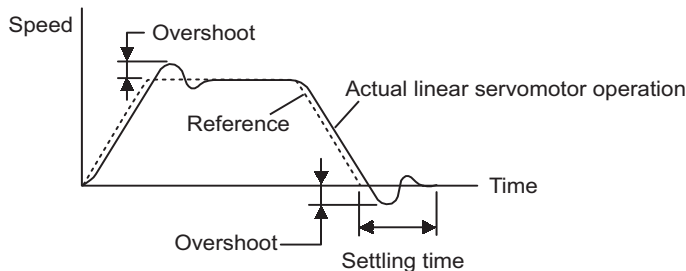 Speed
Overshoot
Actual linear servomotor operation
Reference
Time
Overshoot
Settling time